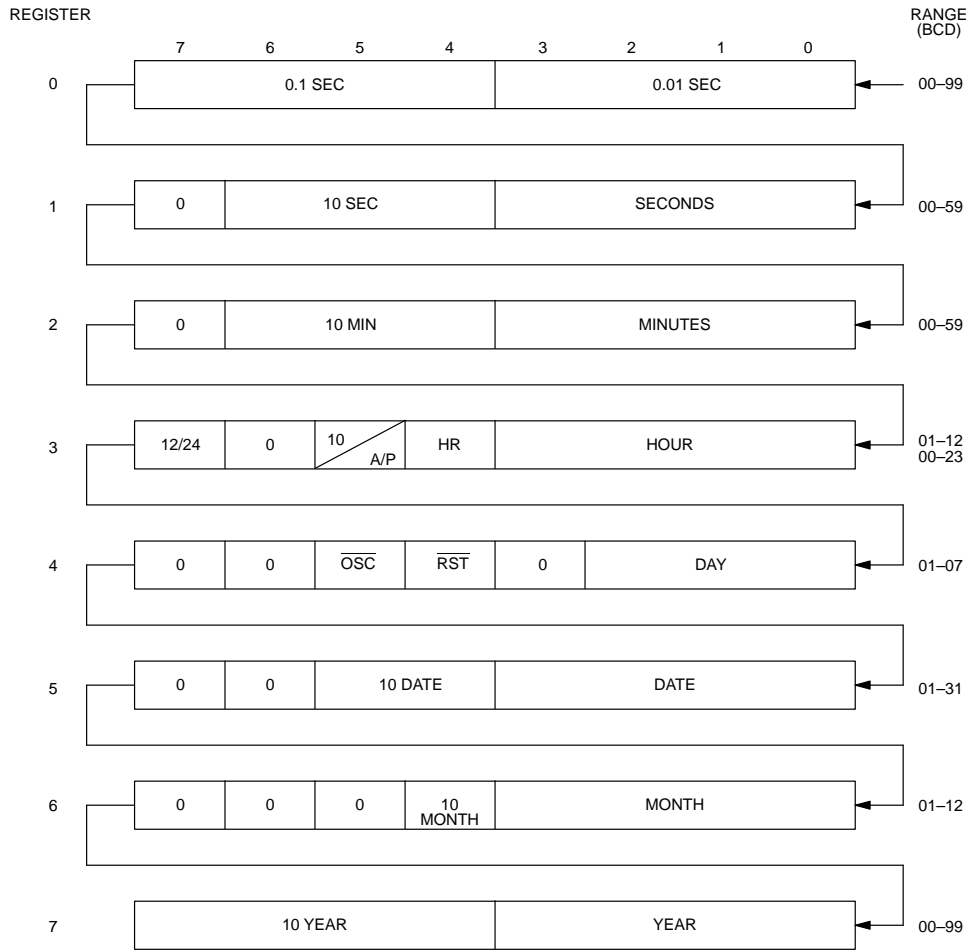 REGISTER RANGE
(BCD)
7 6 5 4 3 2 1 0
0 0.1 SEC 0.01 SEC 00–99
1 0 10 SEC SECONDS 00–59
2 0 10 MIN MINUTES 00–59
3 12/24 0 10 A/P HR HOUR 01–12
00–23
4 0 0 OSC RST 0 DAY 01–07
5 0 0 10 DATE DATE 01–31
6 0 0 0 10 MONTH MONTH 01–12
7 10 YEAR YEAR 00–99